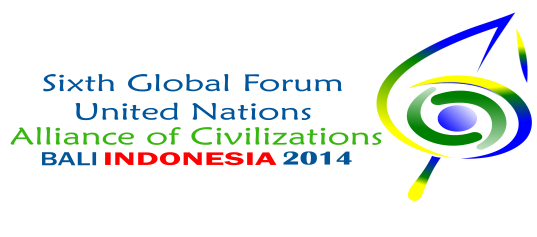 Sixth Global Forum
United Nations
Alliance of Civilizations
BALI INDONESIA 2014